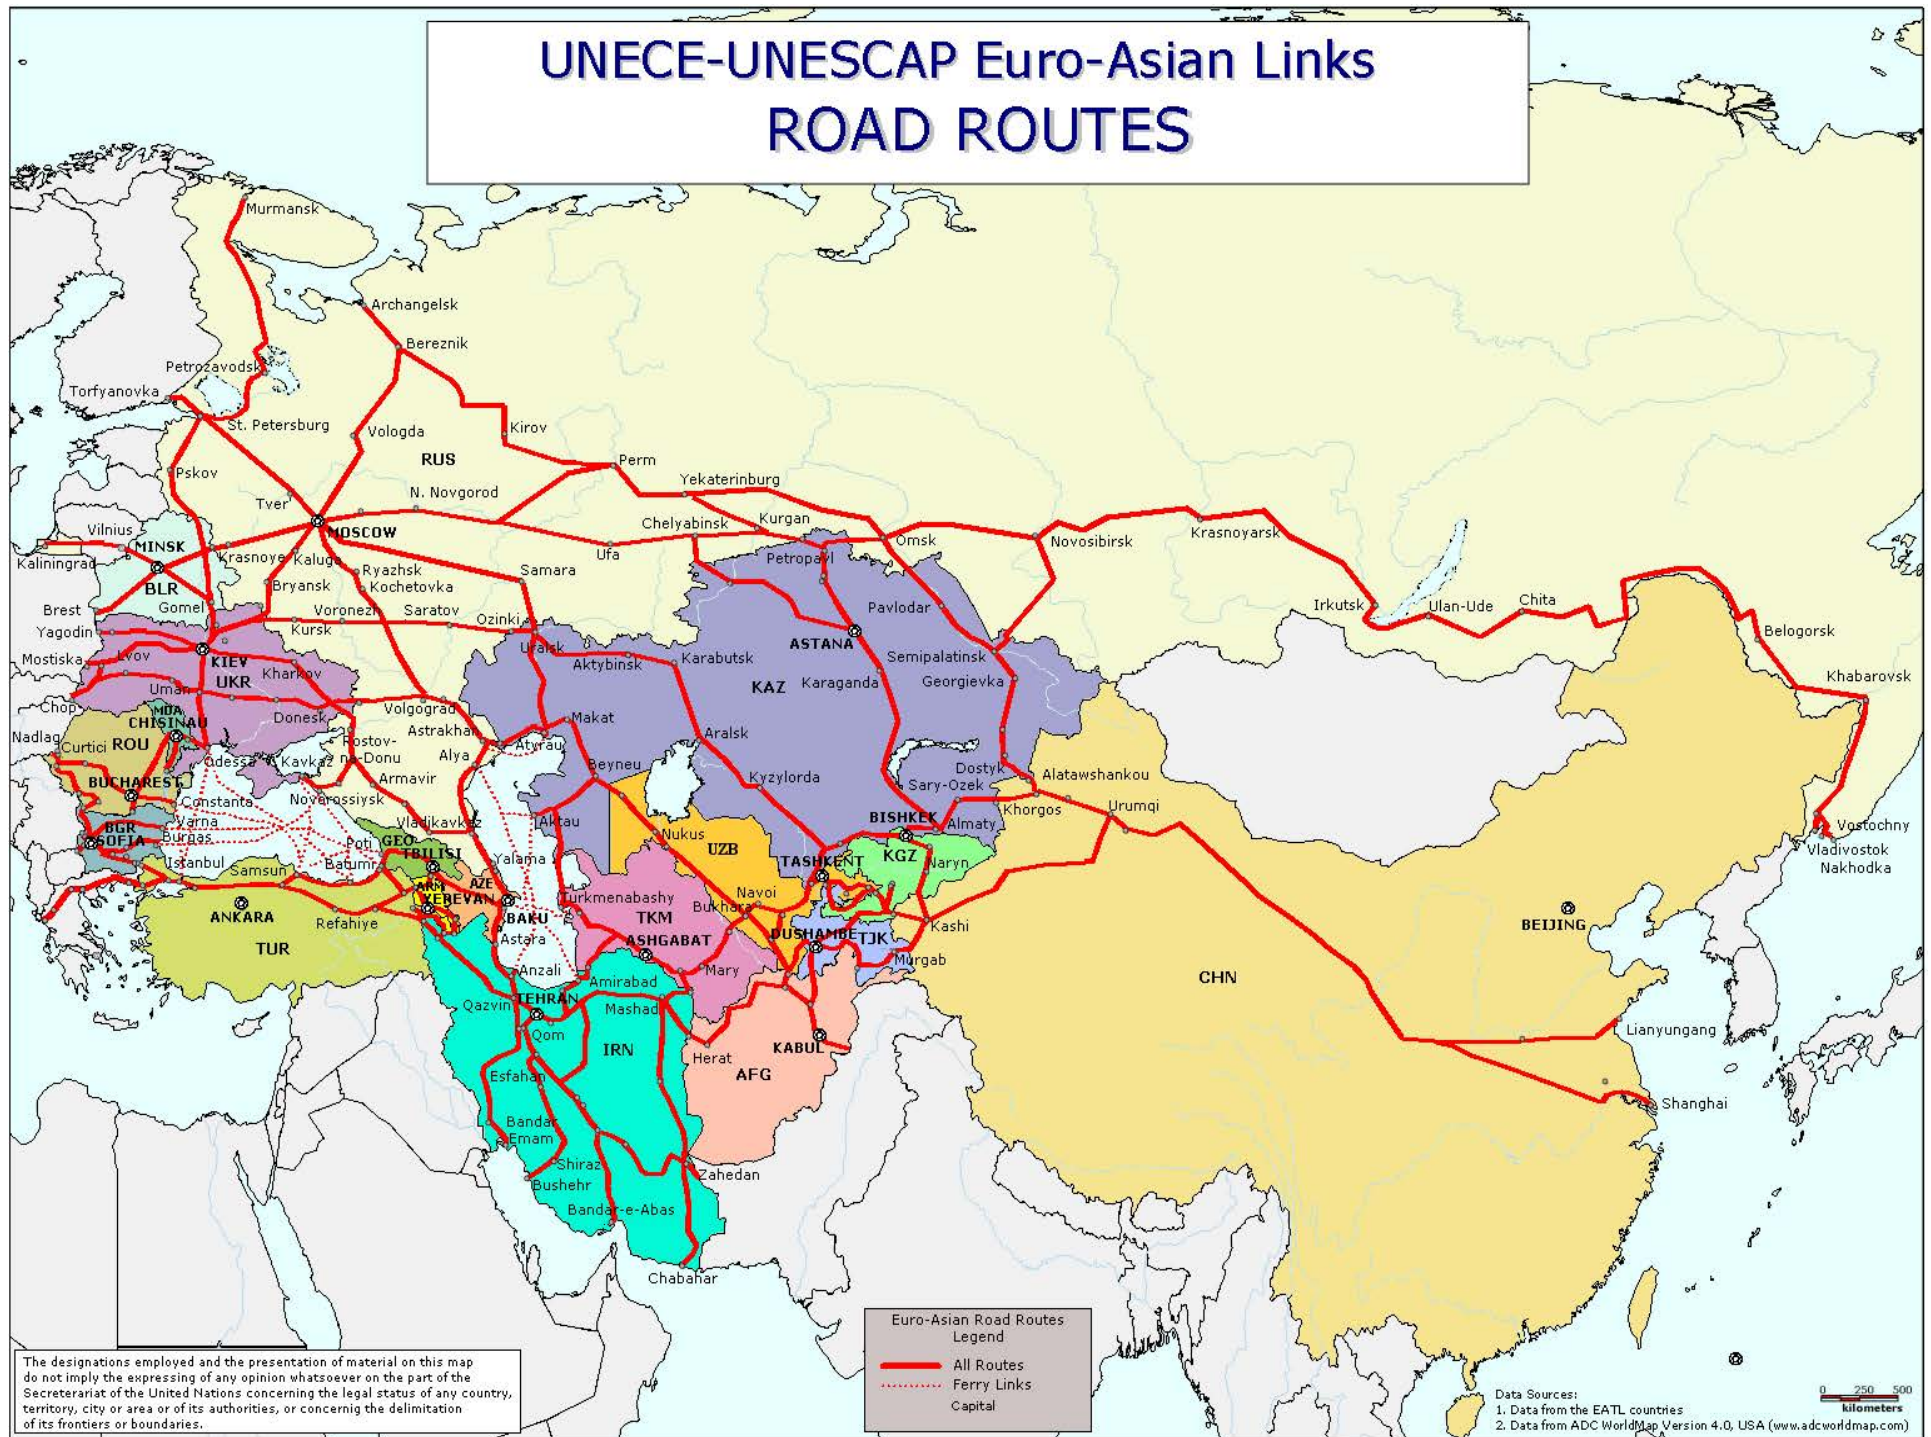 UNECE-UNESCAP Euro-Asian Links
ROAD ROUTES
Murmansk
Archangelsk
Bereznik
Petrozavodsk
Torfyanovka
St. Petersburg
Vologda
Kirov
RUS
Perm
Pskov
Yekaterinburg
Tver'
N. Novgorod
Vilnius
MOSCOW
Chelyabinsk
Kurgan
Krasnoyarsk
MINSK
Omsk
Novosibirsk
Kaliningrad
Krasnoye
Kaluga
Ufa
Petropavl
Ryazhsk
BLR
Bryansk
Kochetovka
Samara
Brest
Gomel
Voronezh
Saratov
Ozinki
Pavlodar
Irkutsk
Ulan-Ude
Chita
Yagodin
Kursk
Uralsk
ASTANA
Belogorsk
Mostiska
Lvov
KIEV
Aktybinsk
Karabutsk
Semipalatinsk
Kharkov
UKR
KAZ
Karaganda
Georgievka
Khabarovsk
Uman
Chop
MDA
Donesk
Volgograd
CHISINAU
Makat
Nadlag
Curtici
ROU
Astrakhan
Rostov-
na-Donu
Alya
Atyrau
Aralsk
Odessa
Kavkaz
BUCHAREST
Armavir
Beyneu
Kyzylorda
Dostyk
Alatawshankou
Sary-Ozek
Constanta
Novorossiysk
Khorgos
Urumqi
Varna
BGR
Burgas
SOFIA
Vladikavkaz
Aktau
BISHKEK
Almaty
Vostochny
Vladivostok
Nakhodka
Nukus
UZB
Poti
GEO
TBILISI
Yalama
TASHKENT
KGZ
Naryn
Istanbul
Batumi
Samsun
ARM
AZE
YEREVAN
Navoi
Turkmenabashy
Bukhara
TKM
ANKARA
Refahiye
BAKU
Kashi
BEIJING
TUR
Astara
ASHGABAT
DUSHAMBE
TJK
Murgab
CHN
Anzali
Amirabad
Mary
Qazvin
TEHRAN
Mashad
Qom
IRN
Herat
KABUL
Lianyungang
Esfahan
AFG
Shanghai
Bandar
Emam
Shiraz
Bushehr
Zahedan
Bandar-e-Abas
Chabahar
Euro-Asian Road Routes
Legend
All Routes
Ferry Links
Capital
The designations employed and the presentation of material on this map
do not imply the expressing of any opinion whatsoever on the part of the
Secreterariat of the United Nations concerning the legal status of any country,
territory, city or area or of its authorities, or concernig the delimitation
of its frontiers or boundaries.
0 250 500
kilometers
Data Sources:
1. Data from the EATL countries
2. Data from ADC WorldMap Version 4.0, USA (www.adcworldmap.com)